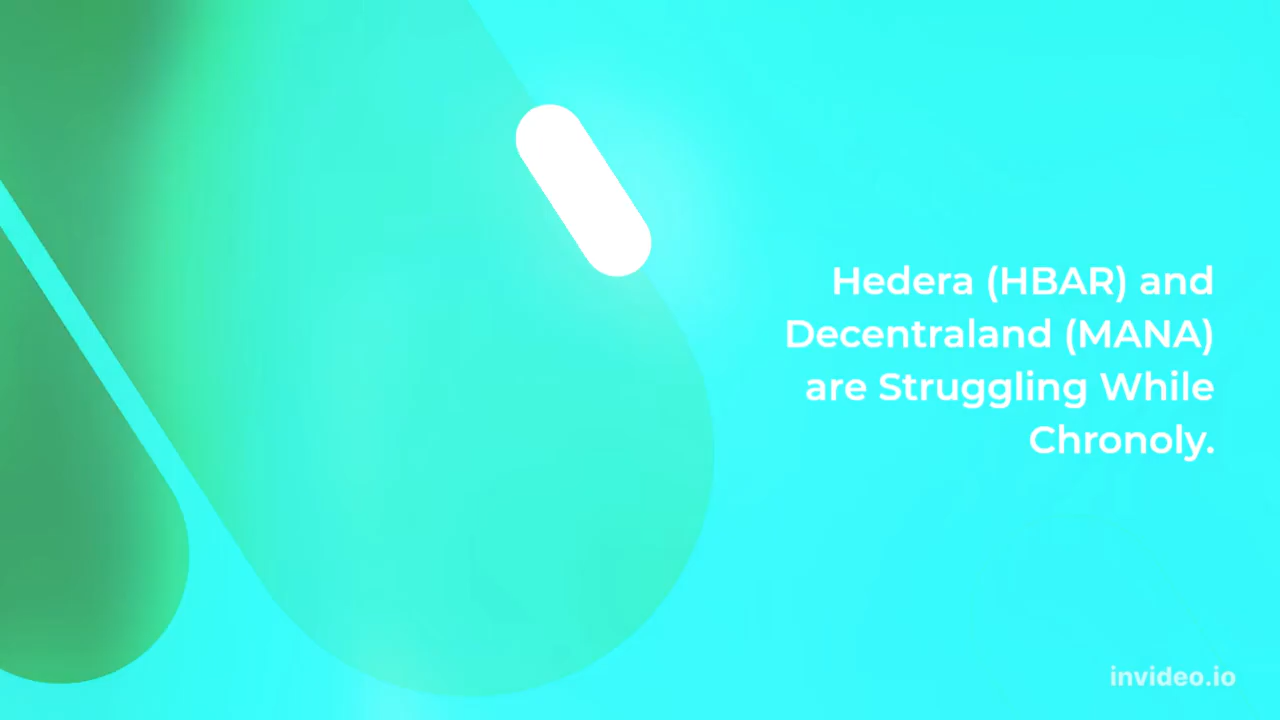 Hedera (HBAR) and
Decentraland (MANA)
are Struggling While
Chronoly.
invideo.io